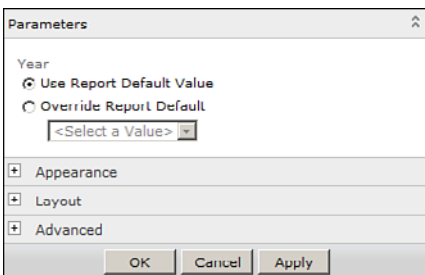 Parameters
Year
Use Report Default Value
Override Report Default
<Select a Value>
Appearance
Layout
Advanced
OK Cancel Apply